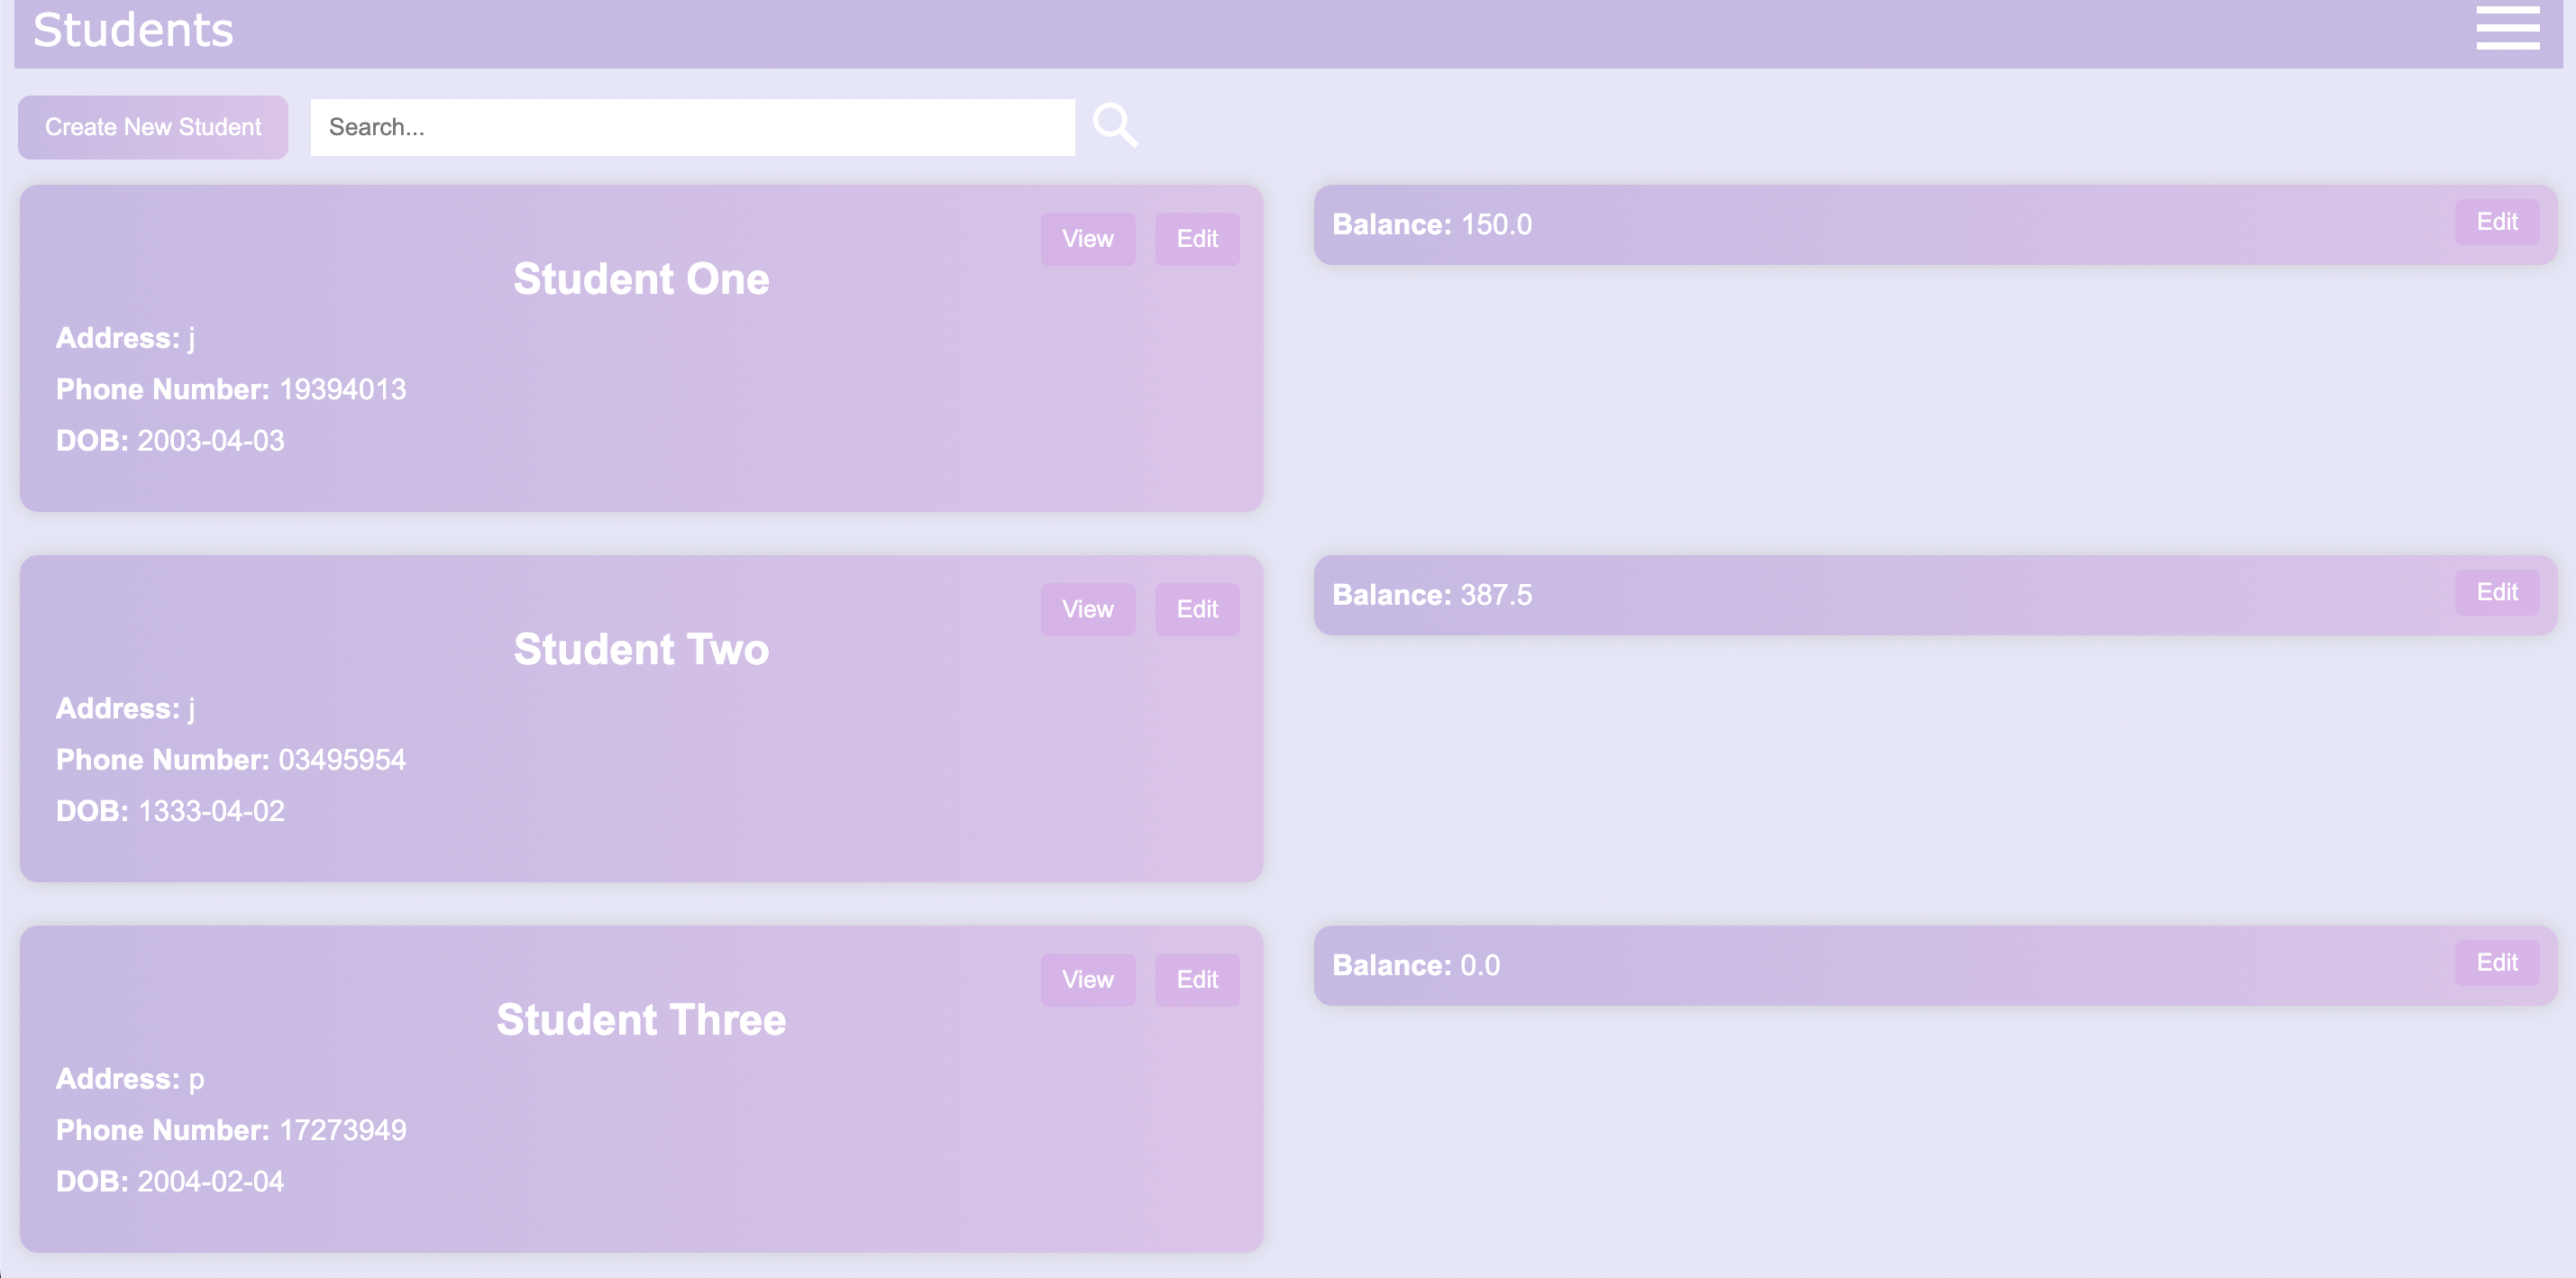 Students
Create New Student
Search...
View Edit
Student One
Address: j
Phone Number: 19394013
DOB: 2003-04-03
Balance: 150.0
Edit
View Edit
Student Two
Address: j
Phone Number: 03495954
DOB: 1333-04-02
Balance: 387.5
Edit
View Edit
Student Three
Address: p
Phone Number: 17273949
DOB: 2004-02-04
Balance: 0.0
Edit